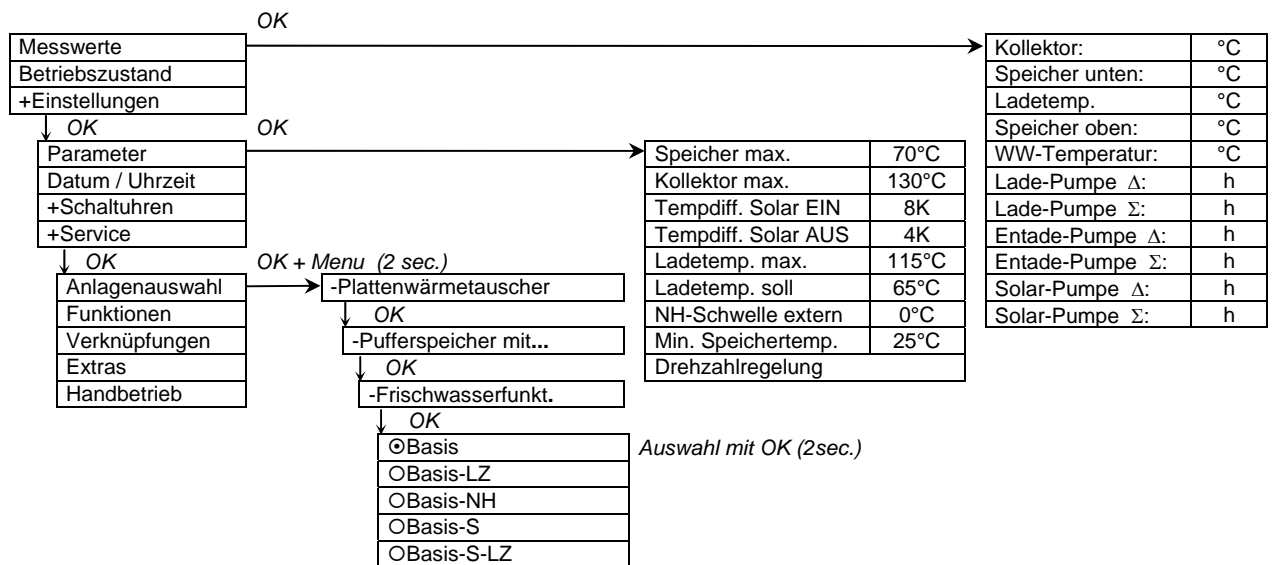 OK
Messwerte
Betriebszustand
+Einstellungen
Kollektor: °C
Speicher unten: °C
Ladetemp. °C
Speicher oben: °C
WW-Temperatur: °C
Lade-Pumpe Δ: h
Lade-Pumpe Σ: h
Entade-Pumpe Δ: h
Entade-Pumpe Σ: h
Solar-Pumpe Δ: h
Solar-Pumpe Σ: h
OK
OK
Parameter
Datum / Uhrzeit
+Schaltuhren
+Service
Speicher max. 70°C
Kollektor max. 130°C
Tempdiff. Solar EIN 8K
Tempdiff. Solar AUS 4K
Ladetemp. max. 115°C
Ladetemp. soll 65°C
NH-Schwelle extern 0°C
Min. Speichertemp. 25°C
Drehzahlregelung
OK
OK + Menu (2 sec.)
Anlagenauswahl
Funktionen
Verknüpfungen
Extras
Handbetrieb
-Plattenwärmetauscher
OK
-Pufferspeicher mit...
OK
-Frischwasserfunkt.
OK
⊙Basis
Auswahl mit OK (2sec.)
○Basis-LZ
○Basis-NH
○Basis-S
○Basis-S-LZ